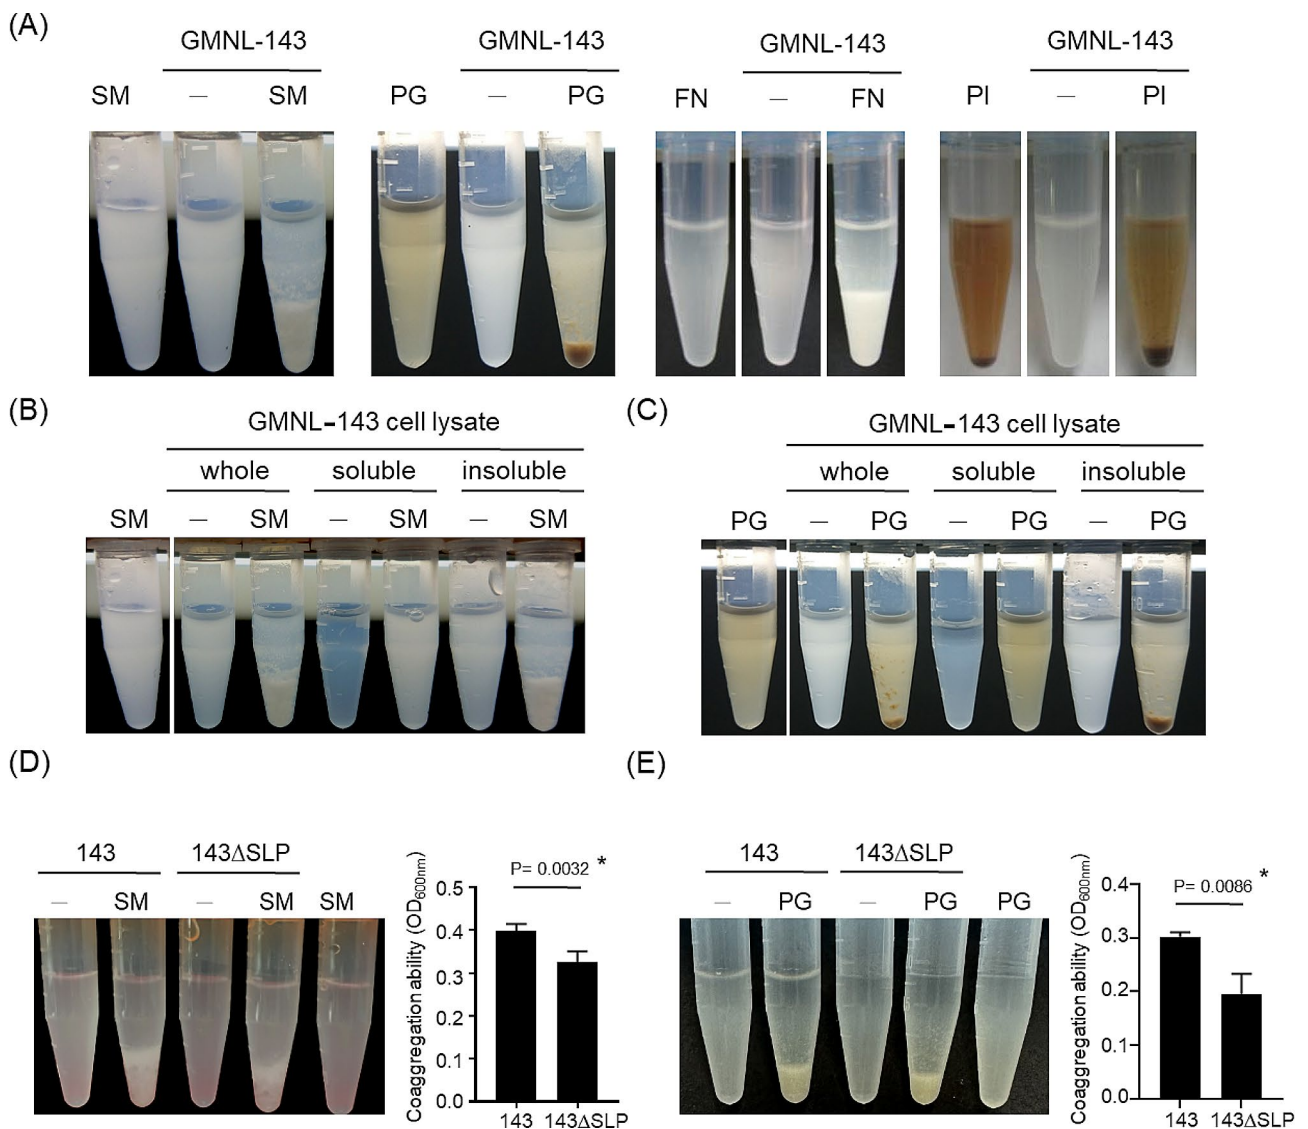 (A)
GMNL-143 GMNL-143 GMNL-143 GMNL-143
SM — SM PG — PG FN — FN PI — PI
(B) (C)
GMNL-143 cell lysate GMNL-143 cell lysate
whole soluble insoluble whole soluble insoluble
SM — SM — SM — SM PG — PG — PG — PG
(D) (E)
143 143ΔSLP 143 143ΔSLP
— SM — SM SM — PG — PG PG
P= 0.0032 *
Coaggregation ability (OD600nm)
0.5
0.4
0.3
0.2
0.1
0.0
143 143ΔSLP
P= 0.0086 *
Coaggregation ability (OD600nm)
0.4
0.3
0.2
0.1
0.0
143 143ΔSLP